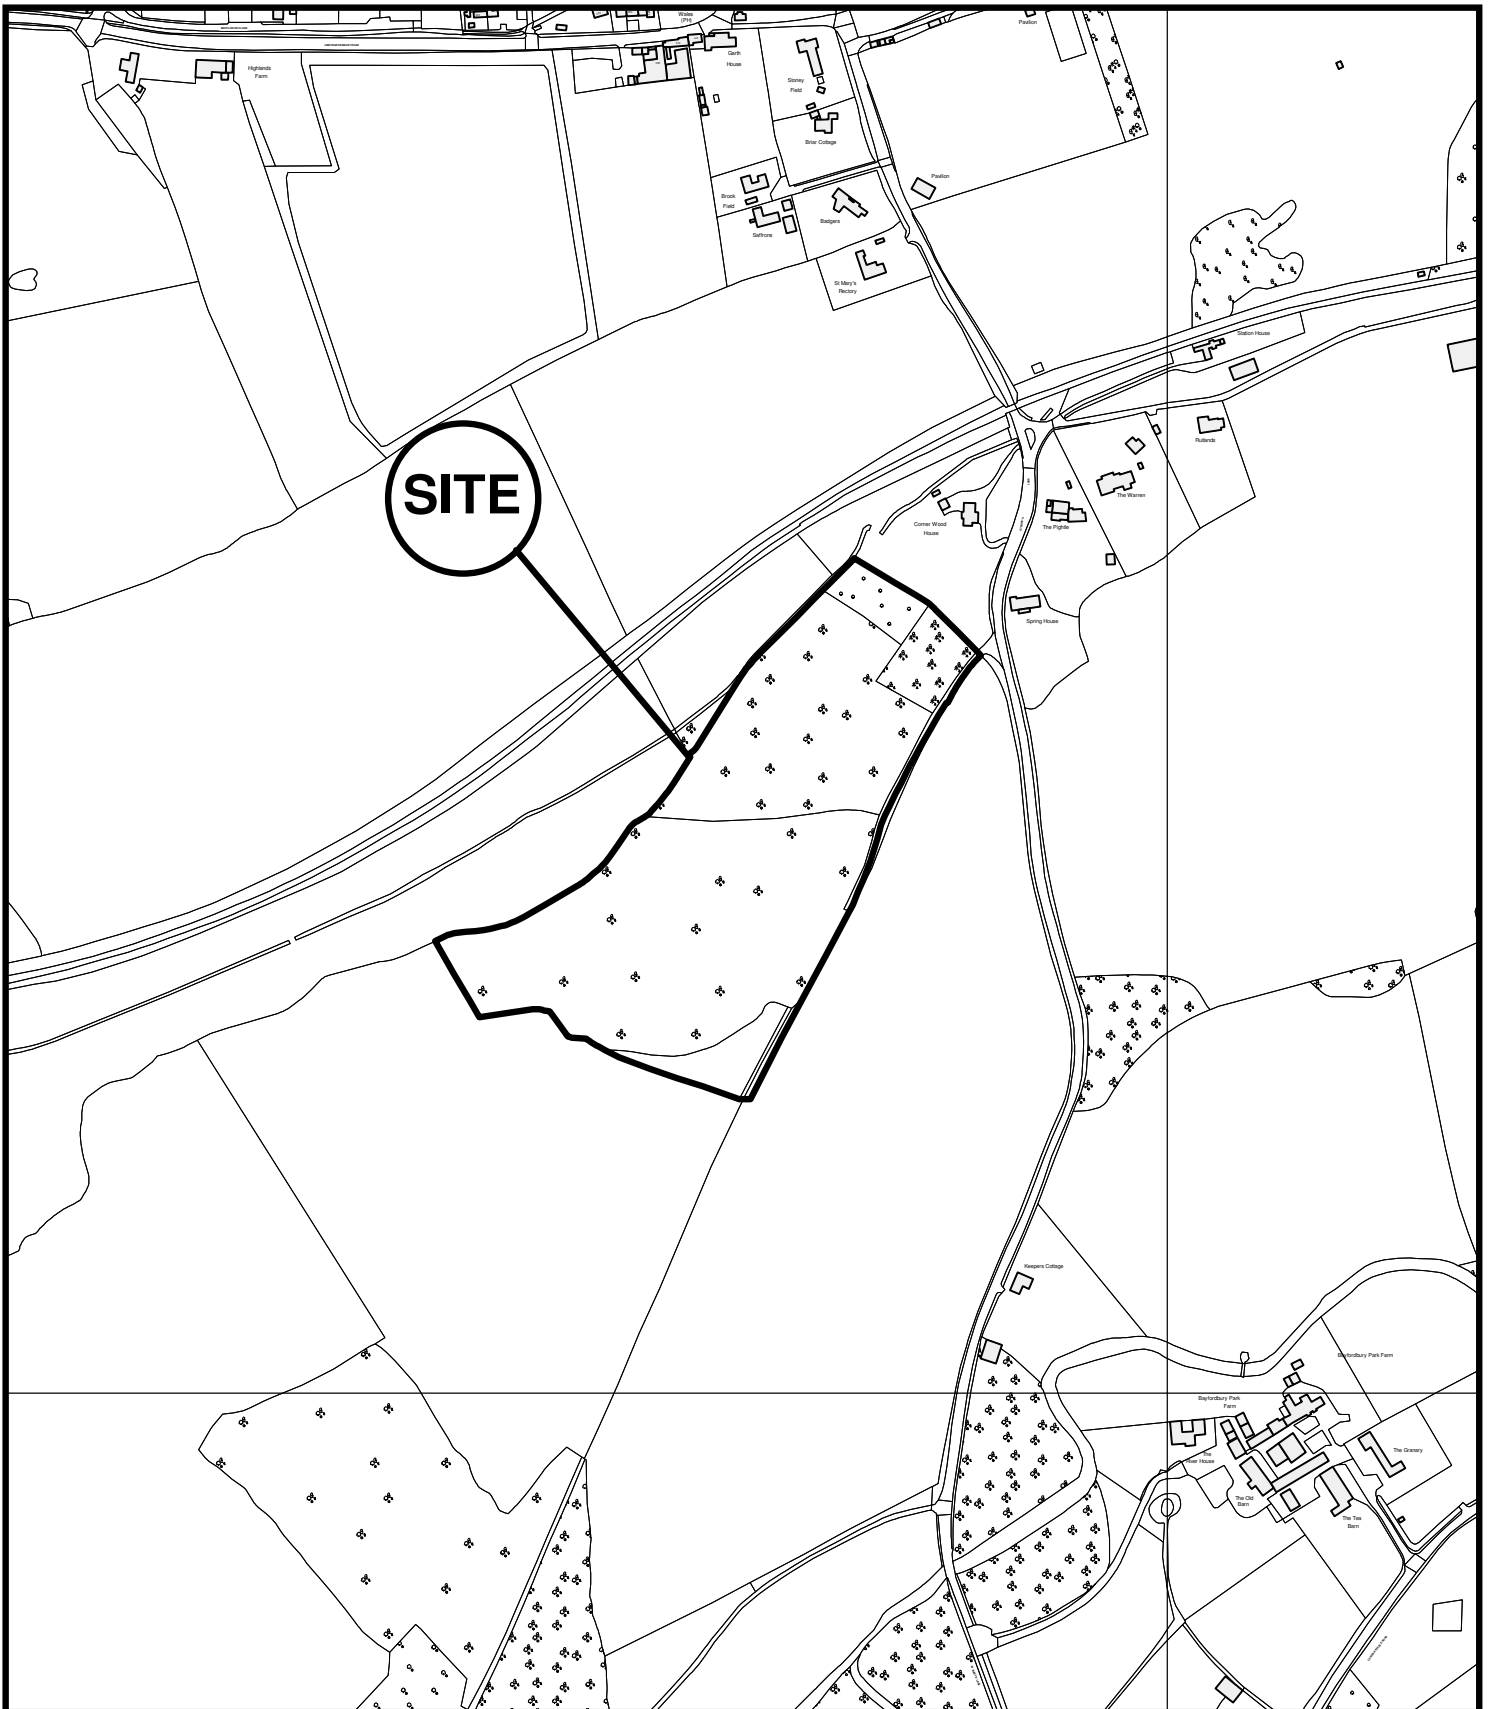 Wales
(PH)
Pavilion
Highlands
Farm
Garth
House
Stoney
Field
Briar Cottage
Brook
Field
Pavilion
Saffrons
Badgers
St Mary's
Rectory
Station House
Rutlands
SITE
The Warren
Corner Wood
House
The Pightle
Spring House
Keepers Cottage
Bayfordbury Park Farm
Bayfordbury Park
Farm
The
River House
The Granary
The Old
Barn
The Tea
Barn